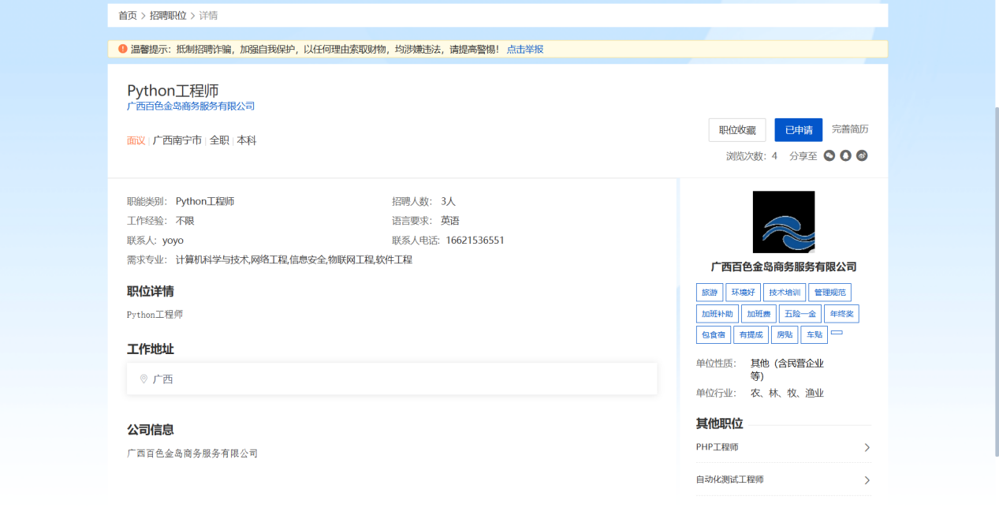 首页 > 招聘职位 > 详情
温馨提示：抵制招聘诈骗，加强自我保护，以任何理由索取财物，均涉嫌违法，请提高警惕！ 点击举报
Python工程师
广西百色金岛商务服务有限公司
面议 | 广西南宁市 | 全职 | 本科
职位收藏 已申请 完善简历
浏览次数： 4 分享至
职能类别： Python工程师 招聘人数： 3人
工作经验： 不限 语言要求： 英语
联系人： yoyo 联系人电话： 16621536551
需求专业： 计算机科学与技术,网络工程,信息安全,物联网工程,软件工程
职位详情
Python工程师
工作地址
广西
公司信息
广西百色金岛商务服务有限公司
广西百色金岛商务服务有限公司
旅游 环境好 技术培训 管理规范
加班补助 加班费 五险一金 年终奖
包食宿 有提成 房贴 车贴
单位性质： 其他（含民营企业
等）
单位行业： 农、林、牧、渔业
其他职位
PHP工程师
自动化测试工程师